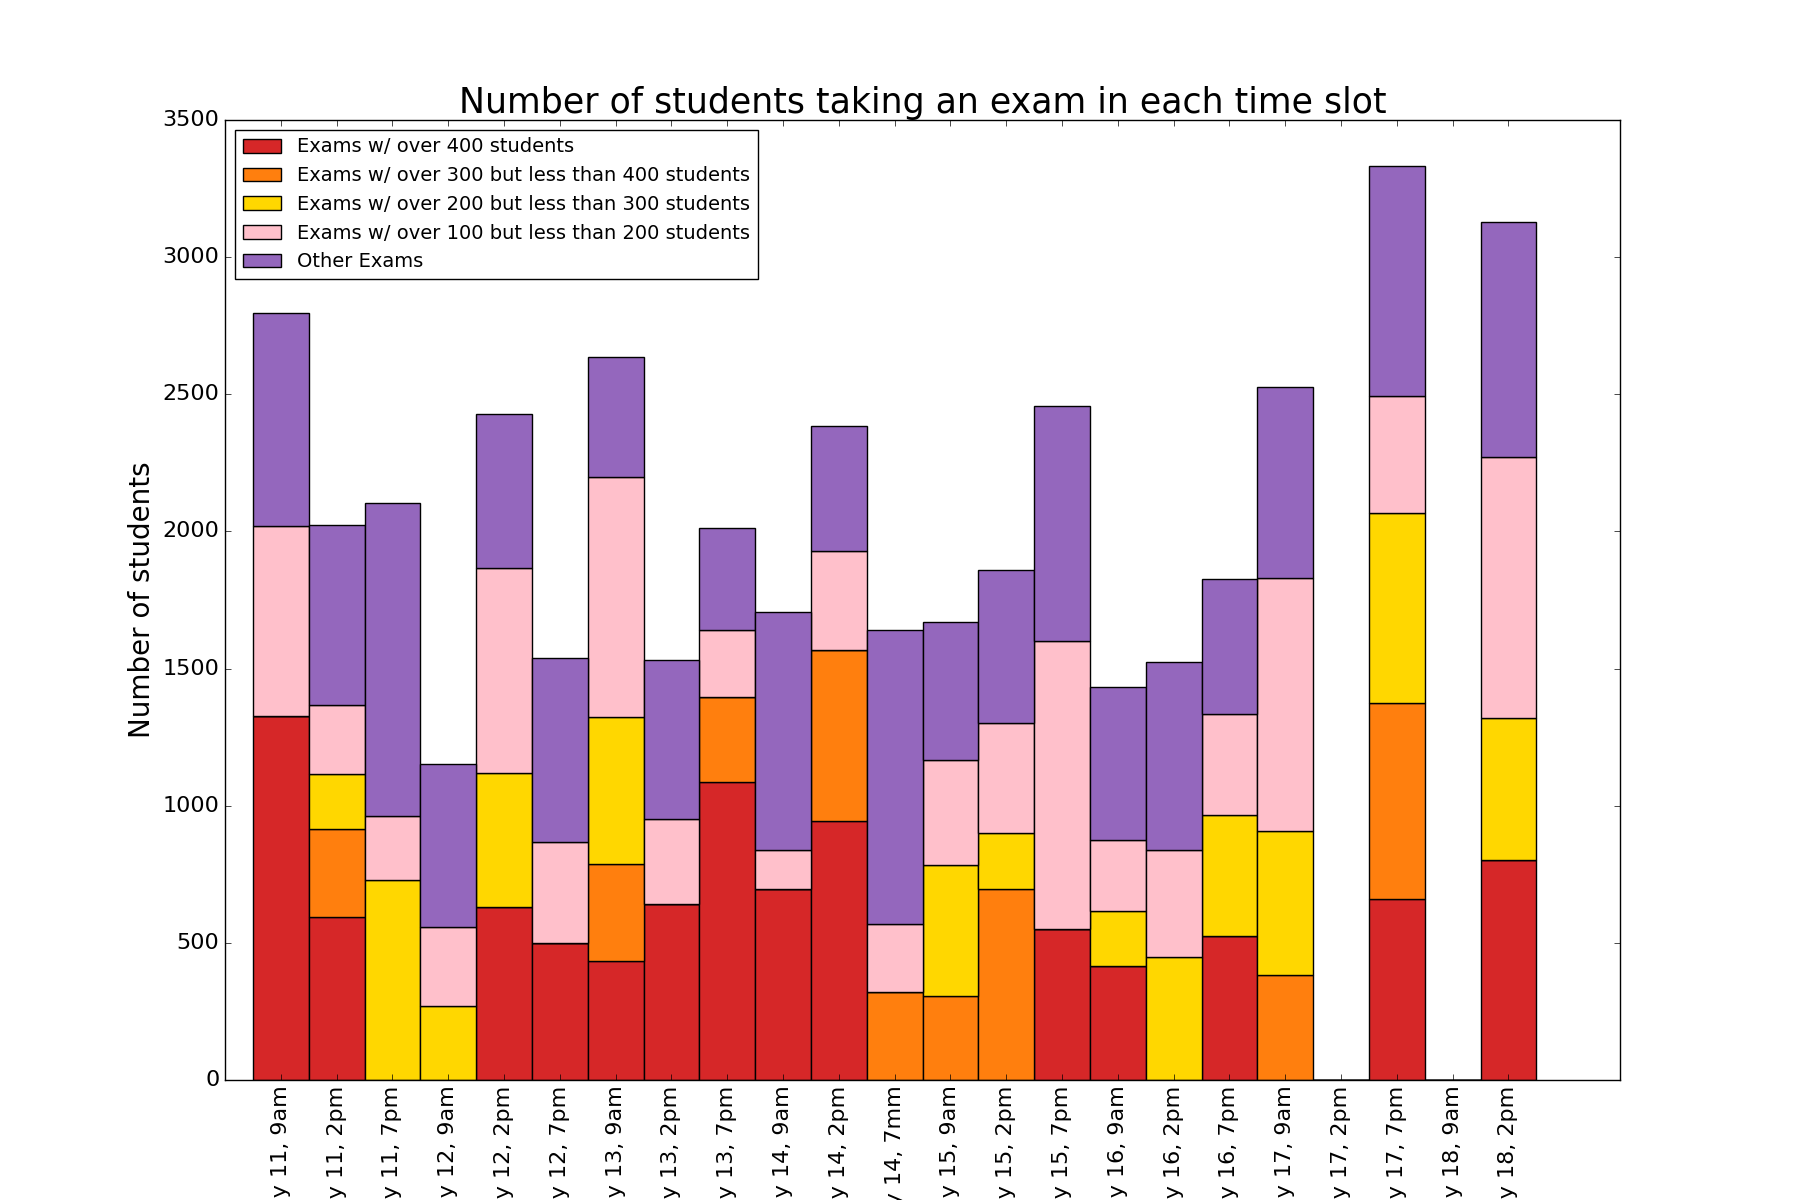 Number of students taking an exam in each time slot
Number of students
3500
3000
2500
2000
1500
1000
500
0
Exams w/ over 400 students
Exams w/ over 300 but less than 400 students
Exams w/ over 200 but less than 300 students
Exams w/ over 100 but less than 200 students
Other Exams
y 11, 9am
y 11, 2pm
y 11, 7pm
y 12, 9am
y 12, 2pm
y 12, 7pm
y 13, 9am
y 13, 2pm
y 13, 7pm
y 14, 9am
y 14, 2pm
y 14, 7mm
y 15, 9am
y 15, 2pm
y 15, 7pm
y 16, 9am
y 16, 2pm
y 16, 7pm
y 17, 9am
y 17, 2pm
y 17, 7pm
y 18, 9am
y 18, 2pm